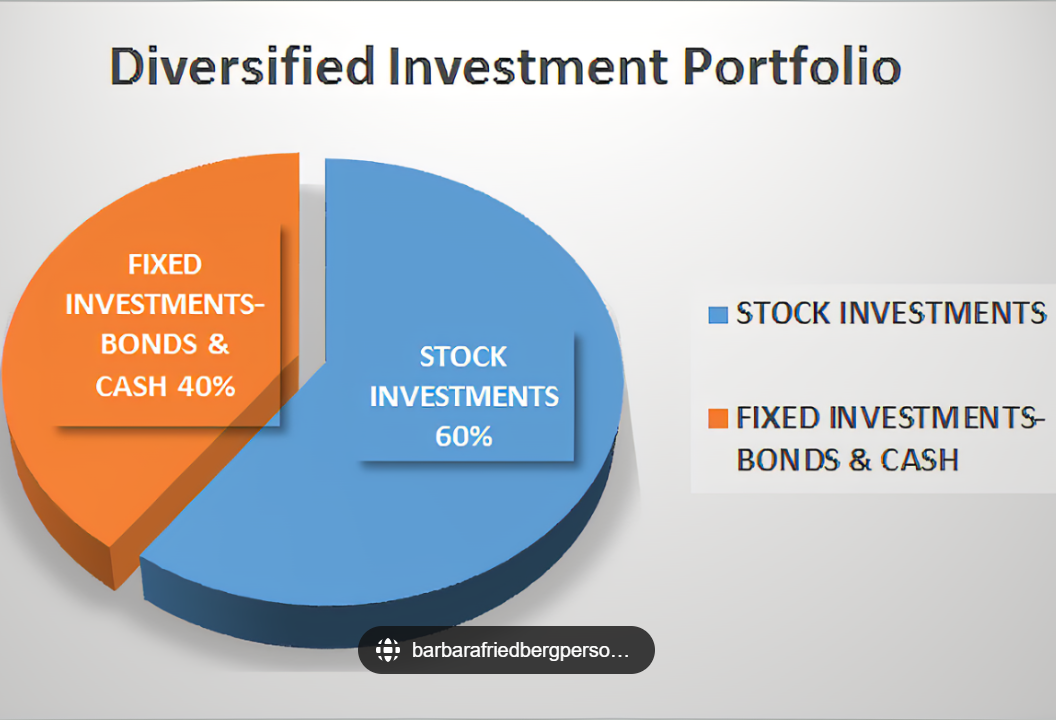 Diversified Investment Portfolio
FIXED
INVESTMENTS-
BONDS &
CASH 40%
STOCK
INVESTMENTS
60%
STOCK INVESTMENTS
FIXED INVESTMENTS-
BONDS & CASH
barbarafriedbergperso...